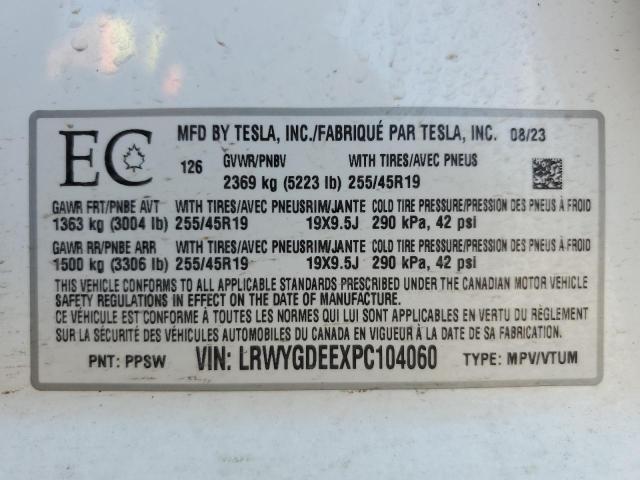 EC MFD BY TESLA, INC./FABRIQUÉ PAR TESLA, INC. 08/23
126 GVWR/PNBV WITH TIRES/AVEC PNEUS
2369 kg (5223 lb) 255/45R19
GAWR FRT/PNBE AVT WITH TIRES/AVEC PNEUS RIM/JANTE COLD TIRE PRESSURE/PRESSION DES PNEUS À FROID
1363 kg (3004 lb) 255/45R19 19X9.5J 290 kPa, 42 psi
GAWR RR/PNBE ARR WITH TIRES/AVEC PNEUS RIM/JANTE COLD TIRE PRESSURE/PRESSION DES PNEUS À FROID
1500 kg (3306 lb) 255/45R19 19X9.5J 290 kPa, 42 psi
THIS VEHICLE CONFORMS TO ALL APPLICABLE STANDARDS PRESCRIBED UNDER THE CANADIAN MOTOR VEHICLE
SAFETY REGULATIONS IN EFFECT ON THE DATE OF MANUFACTURE.
CE VÉHICULE EST CONFORME À TOUTES LES NORMES QUI LUI SONT APPLICABLES EN VERTU DU RÈGLEMENT
SUR LA SÉCURITÉ DES VÉHICULES AUTOMOBILES DU CANADA EN VIGUEUR À LA DATE DE SA FABRICATION.
PNT: PPSW VIN: LRWYGDEEXPC104060 TYPE: MPV/VTUM